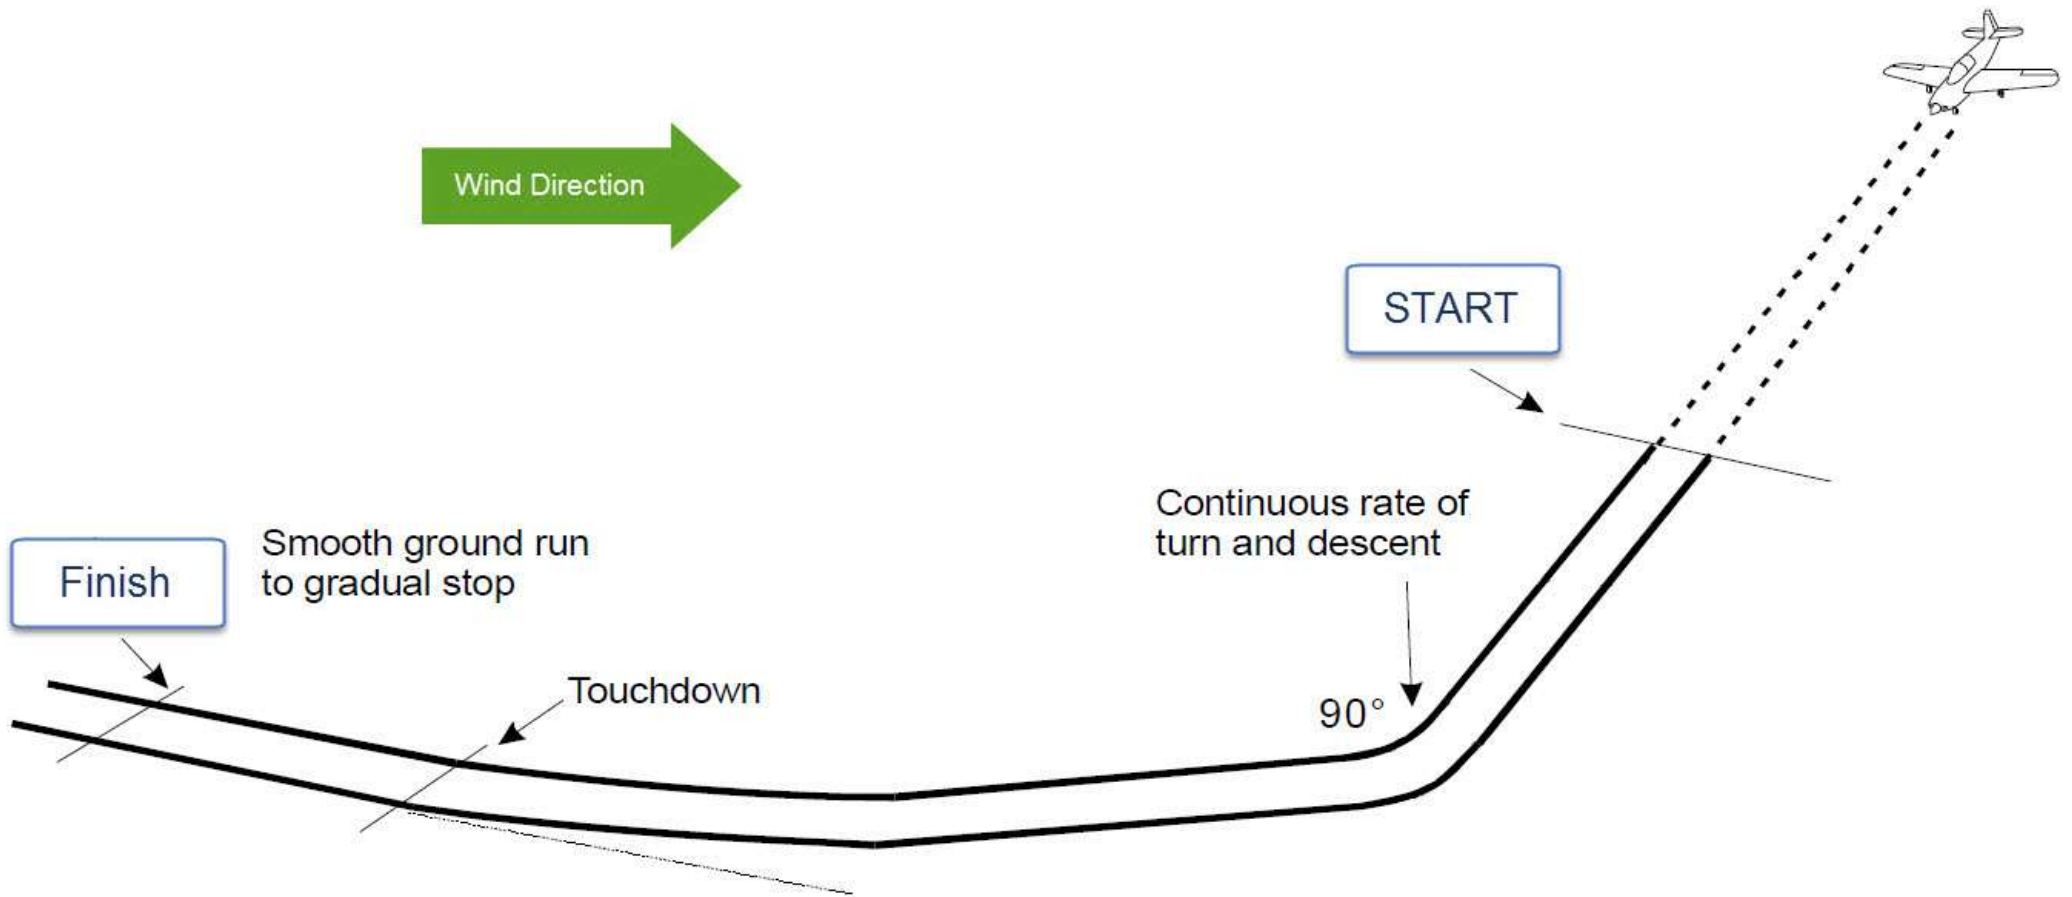 Wind Direction
START
Continuous rate of
turn and descent
Finish
Smooth ground run
to gradual stop
Touchdown
90°